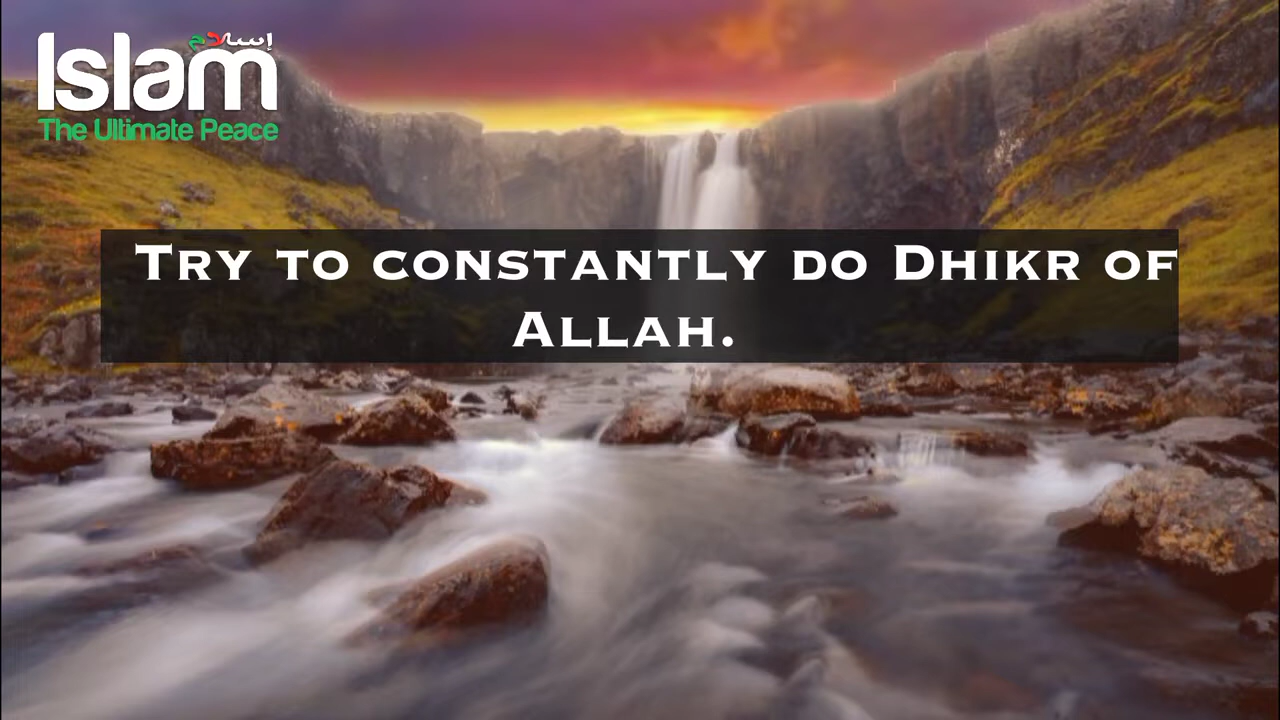 إسلام
Islam
The Ultimate Peace
Try to constantly do Dhikr of
Allah.